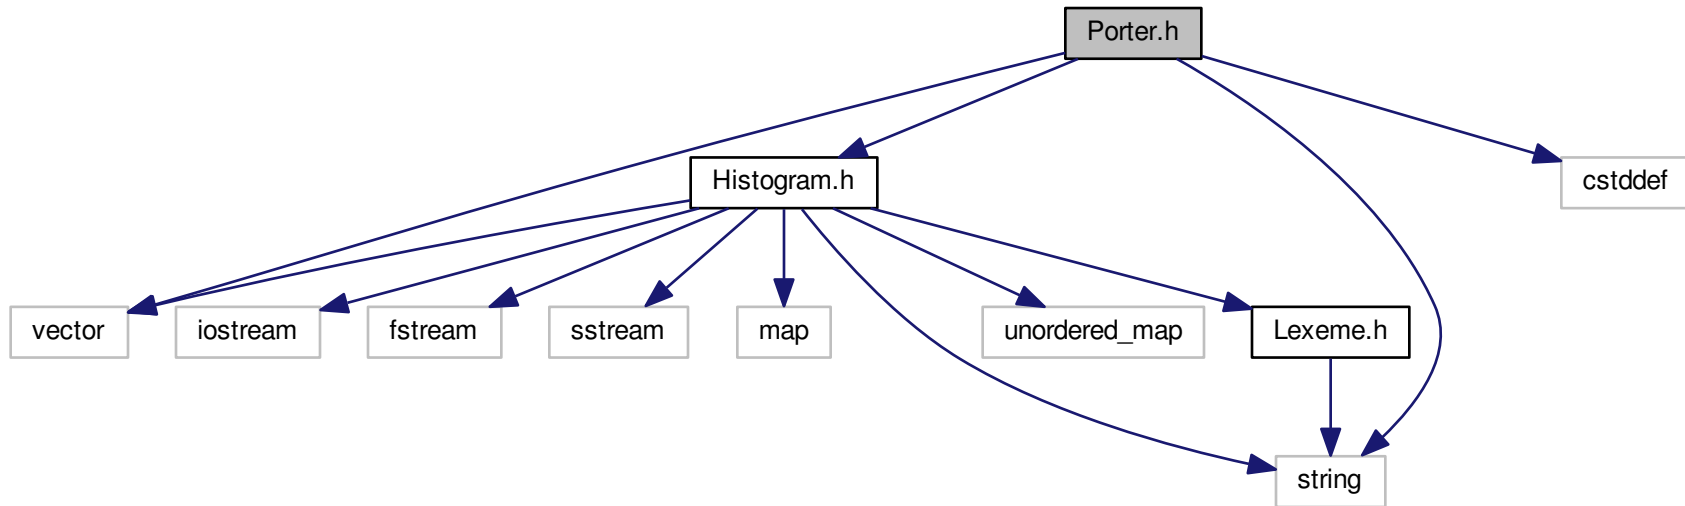 Porter.h
Histogram.h
cstddef
vector
iostream
fstream
sstream
map
unordered_map
Lexeme.h
string